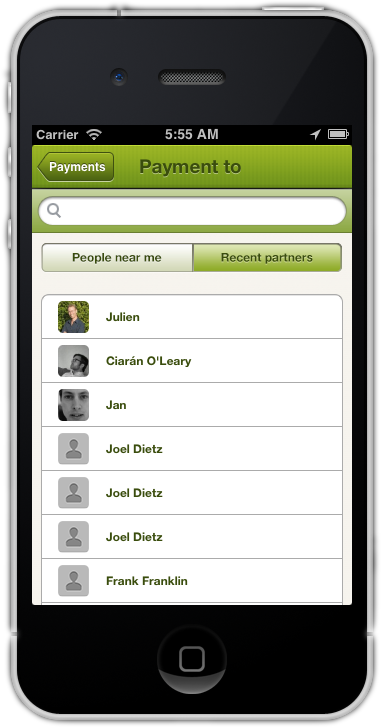 Carrier 5:55 AM
Payments Payment to
People near me Recent partners
Julien
Ciarán O'Leary
Jan
Joel Dietz
Joel Dietz
Joel Dietz
Frank Franklin